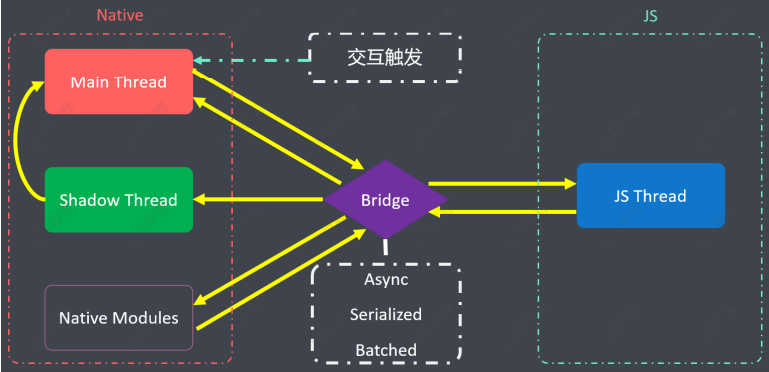 Native
JS
交互触发
Main Thread
Shadow Thread
Bridge
JS Thread
Native Modules
Async
Serialized
Batched